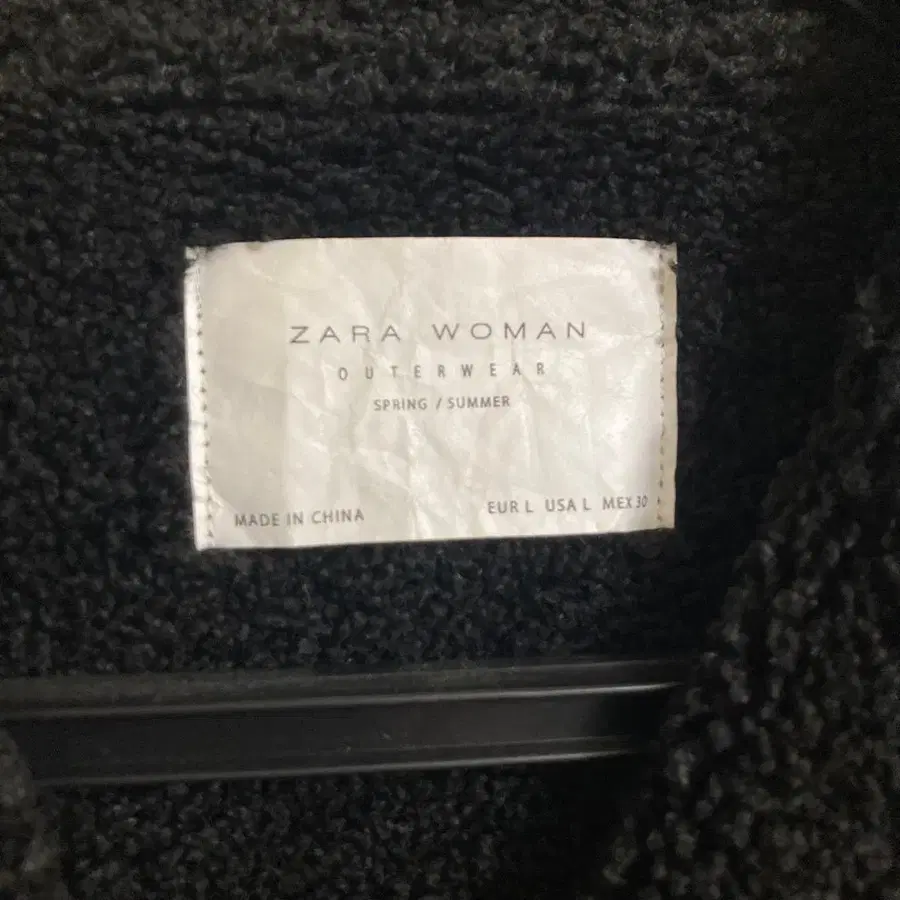 ZARA WOMAN
OUTERWEAR
SPRING / SUMMER
MADE IN CHINA
EUR L USA L MEX 30